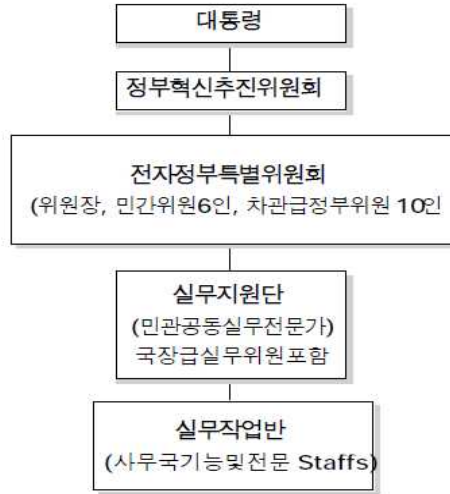 대통령
정부혁신추진위원회
전자정부특별위원회
(위원장, 민간위원6인, 차관급정부위원 10인
실무지원단
(민관공동실무전문가)
국장급실무위원포함
실무작업반
(사무국기능및전문 Staffs)